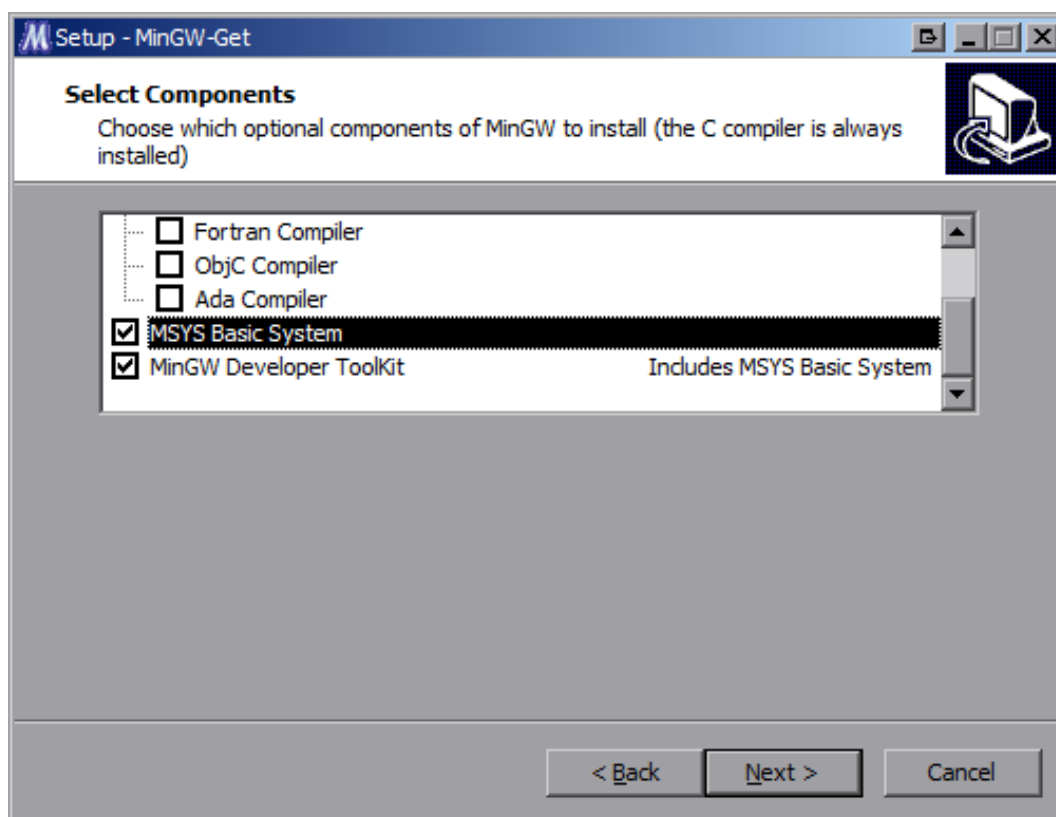 Setup - MinGW-Get
Select Components
Choose which optional components of MinGW to install (the C compiler is always
installed)
Fortran Compiler
ObjC Compiler
Ada Compiler
MSYS Basic System
MinGW Developer ToolKit Includes MSYS Basic System
< Back Next > Cancel